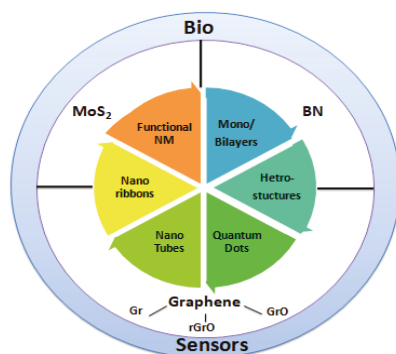 Bio
MoS2
BN
Functional
NM
Mono/
Bilayers
Nano
ribbons
Hetro-
stuctures
Nano
Tubes
Quantum
Dots
Graphene
Gr
GrO
rGrO
Sensors